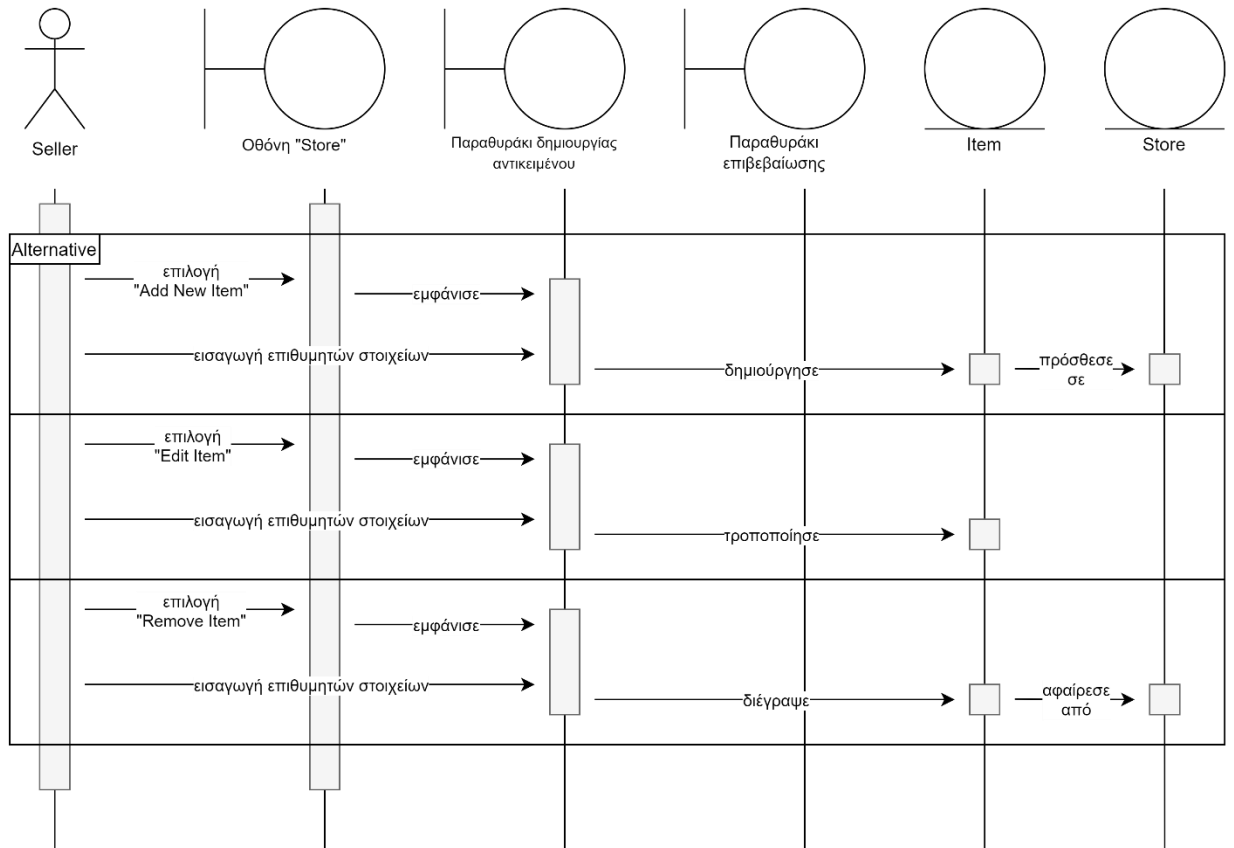 Seller
Οθόνη "Store"
Παραθυράκι δημιουργίας
αντικειμένου
Παραθυράκι
επιβεβαίωσης
Item
Store
Alternative
επιλογή
"Add New Item"
εμφάνισε
εισαγωγή επιθυμητών στοιχείων
δημιούργησε
πρόσθεσε
σε
επιλογή
"Edit Item"
εμφάνισε
εισαγωγή επιθυμητών στοιχείων
τροποποίησε
επιλογή
"Remove Item"
εμφάνισε
εισαγωγή επιθυμητών στοιχείων
διέγραψε
αφαίρεσε
από